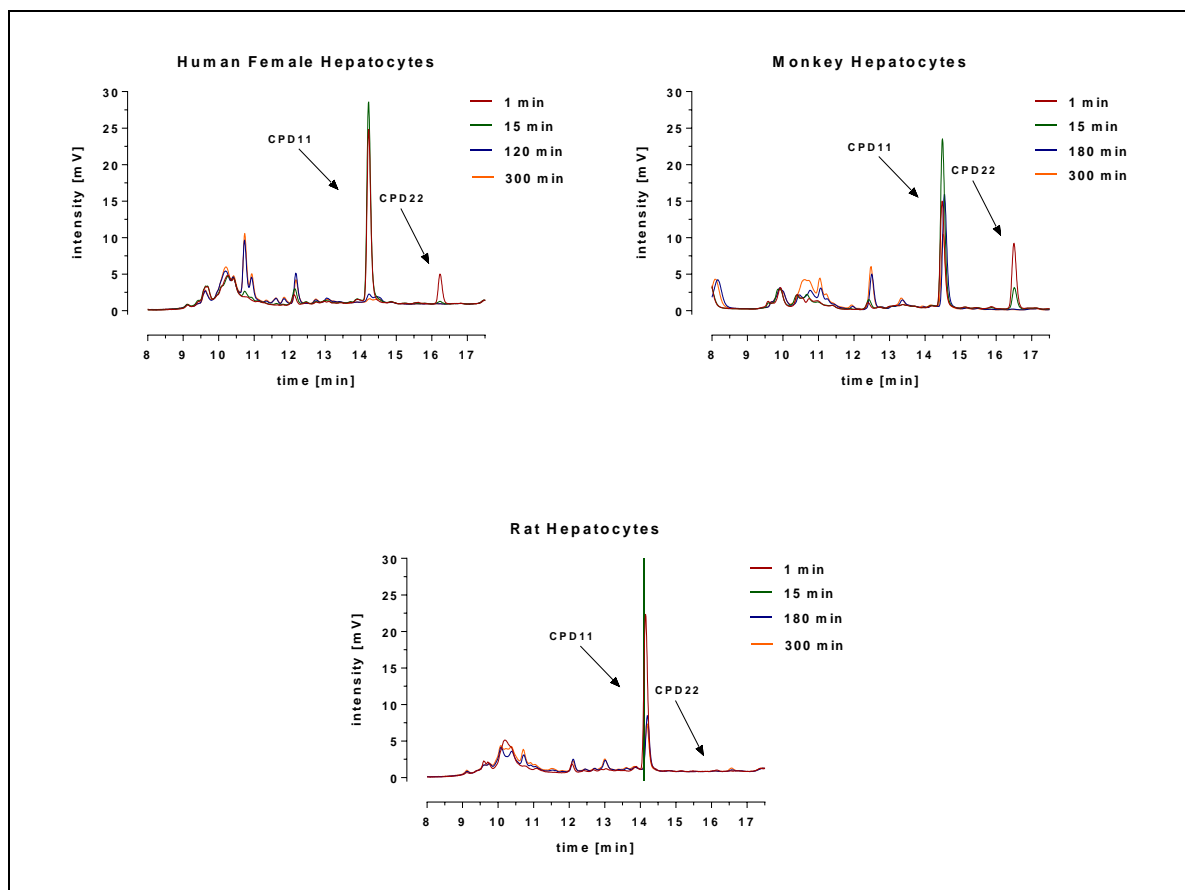 Human Female Hepatocytes
intensity [mV]
30
25
20
15
10
5
0
8 9 10 11 12 13 14 15 16 17
time [min]
CPD11
CPD22
1 min
15 min
120 min
300 min
Monkey Hepatocytes
intensity [mV]
30
25
20
15
10
5
0
8 9 10 11 12 13 14 15 16 17
time [min]
CPD11
CPD22
1 min
15 min
180 min
300 min
Rat Hepatocytes
intensity [mV]
30
25
20
15
10
5
0
8 9 10 11 12 13 14 15 16 17
time [min]
CPD11
CPD22
1 min
15 min
180 min
300 min